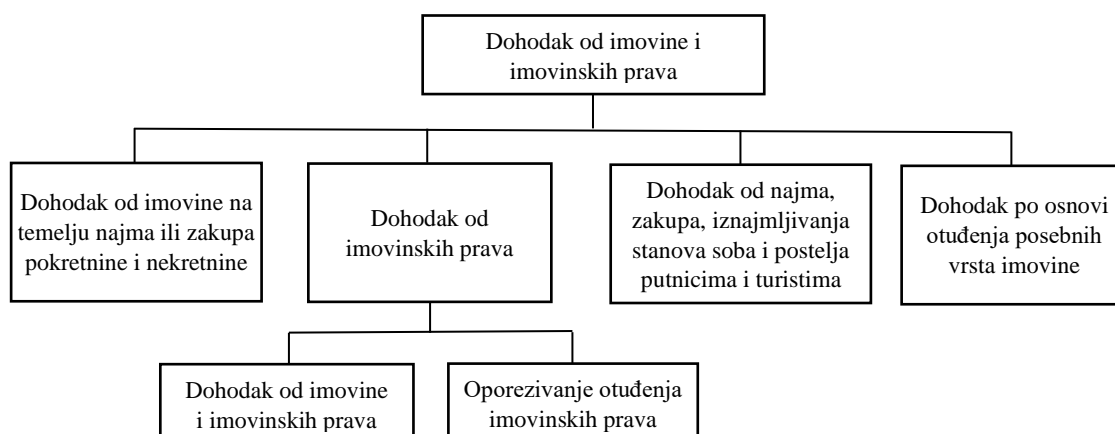 Dohodak od imovine i
imovinskih prava
Dohodak od imovine na
temelju najma ili zakupa
pokretnine i nekretnine
Dohodak od
imovinskih prava
Dohodak od najma,
zakupa, iznajmljivanja
stanova soba i postelja
putnicima i turistima
Dohodak po osnovi
otuđenja posebnih
vrsta imovine
Dohodak od imovine
i imovinskih prava
Oporezivanje otuđenja
imovinskih prava